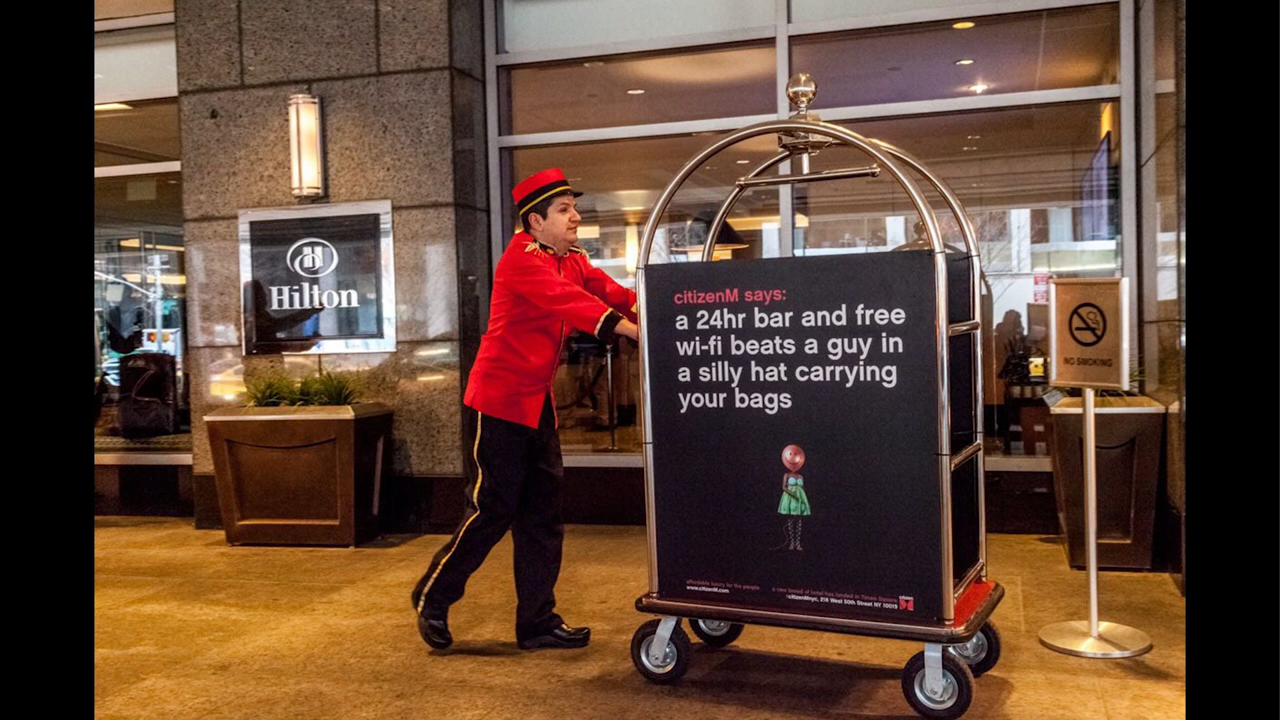 Hilton
citizenM says:
a 24hr bar and free
wi-fi beats a guy in
a silly hat carrying
your bags
affordable luxury for the people
www.citizenM.com
a new breed of hotel has landed in Times Square
citizenMnyc, 218 West 50th Street NY 10019
NO SMOKING